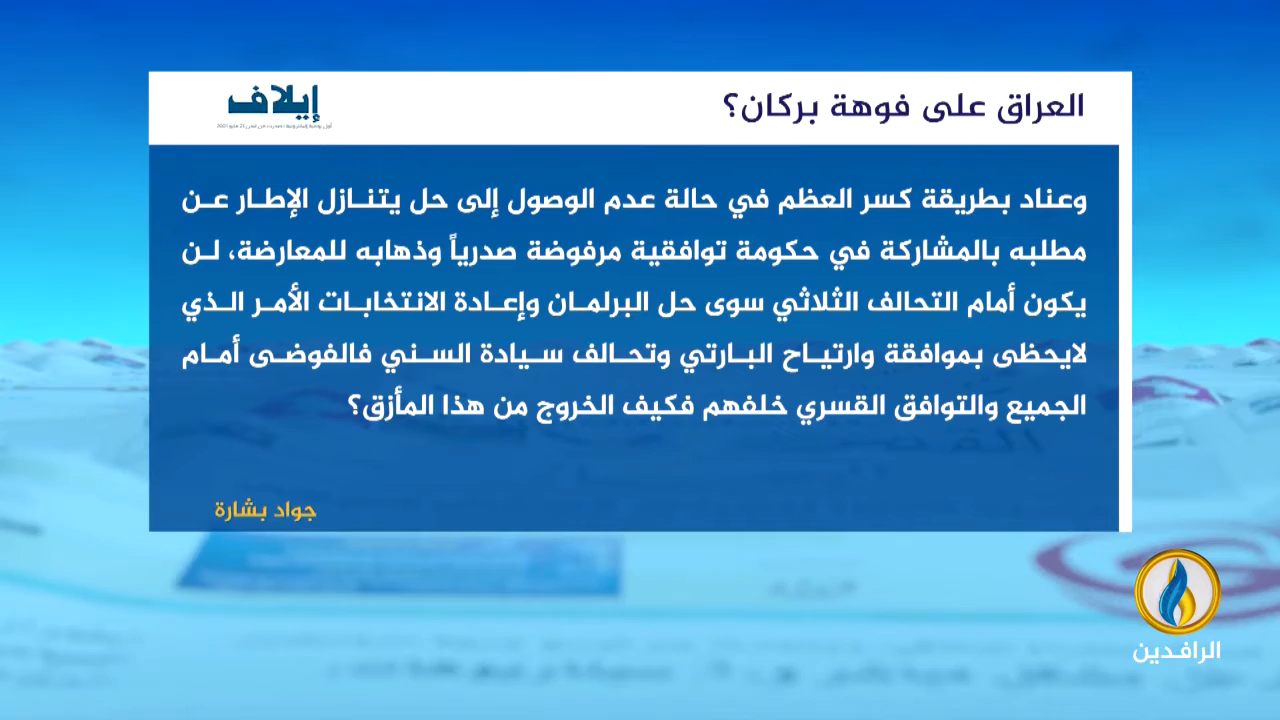 العراق على فوهة بركان؟
إيلاف
وعناد بطريقة كسر العظم في حالة عدم الوصول إلى حل يتنازل الإطار عن
مطلبه بالمشاركة في حكومة توافقية مرفوضة صدرياً وذهابه للمعارضة، لن
يكون أمام التحالف الثلاثي سوى حل البرلمان وإعادة الانتخابات الأمر الذي
لايحظى بموافقة وارتياح البارتي وتحالف سيادة السني فالفوضى أمام
الجميع والتوافق القسري خلفهم فكيف الخروج من هذا المأزق؟
جواد بشارة
الرافدين